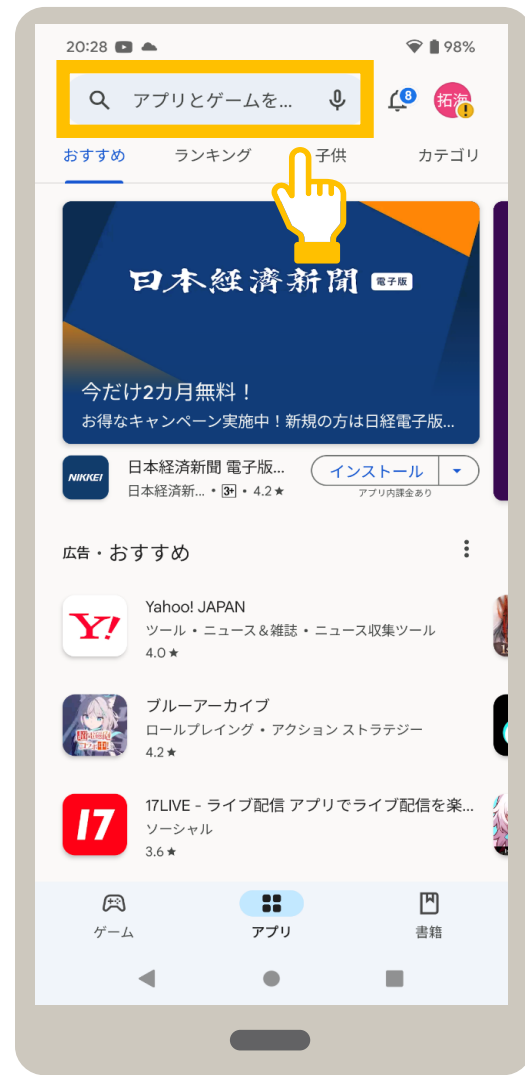 20:28 98%
アプリとゲームを... 8 拓海
おすすめ ランキング 子供 カテゴリ
日本経済新聞 電子版
今だけ2カ月無料！
お得なキャンペーン実施中！新規の方は日経電子版...
NIKKEI
日本経済新聞 電子版...
日本経済新... • 3+ • 4.2★
インストール
アプリ内課金あり
広告・おすすめ
Y!
Yahoo! JAPAN
ツール • ニュース＆雑誌 • ニュース収集ツール
4.0★
ブルーアーカイブ
ロールプレイング • アクション ストラテジー
4.2★
17
17LIVE - ライブ配信 アプリでライブ配信を楽...
ソーシャル
3.6★
ゲーム アプリ 書籍